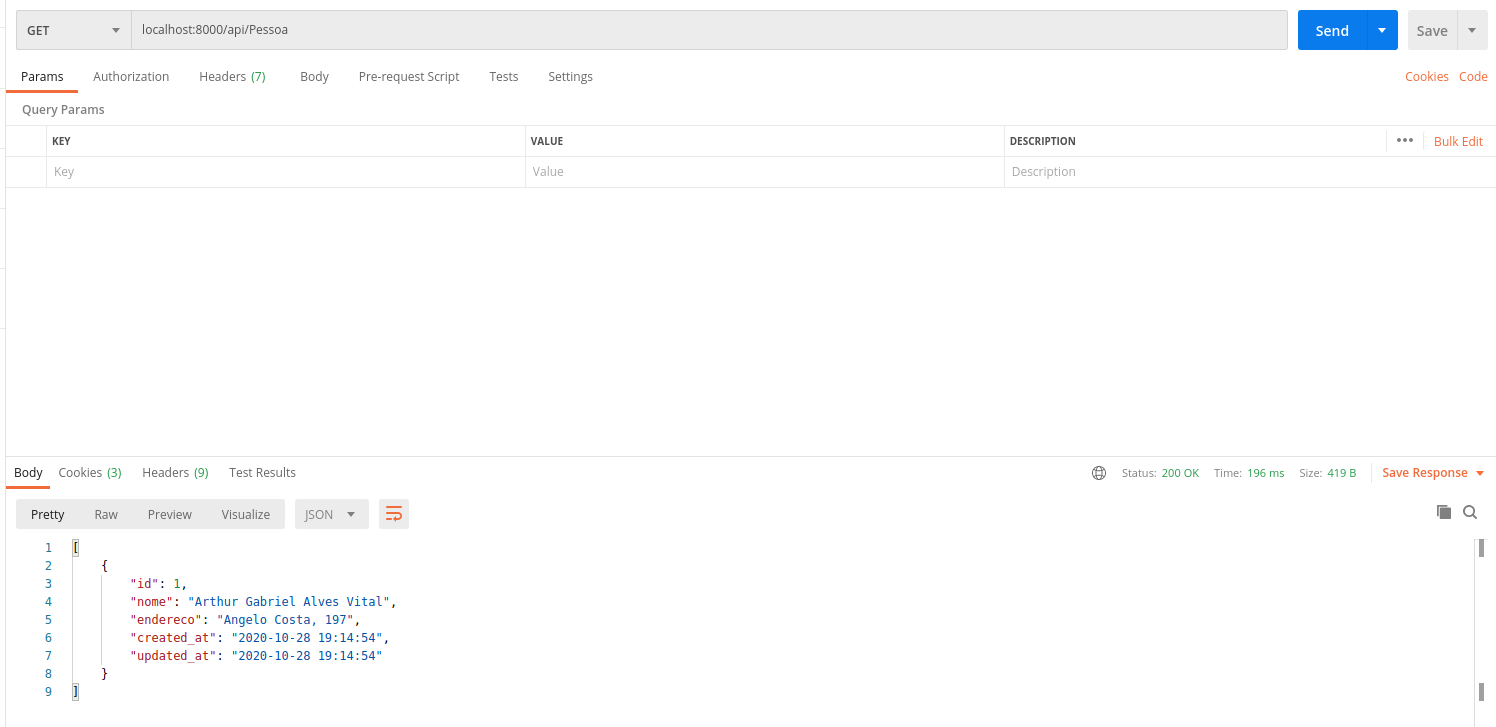 GET localhost:8000/api/Pessoa Send Save
Params Authorization Headers (7) Body Pre-request Script Tests Settings Cookies Code
Query Params
KEY VALUE DESCRIPTION ••• Bulk Edit
Key Value Description
Body Cookies (3) Headers (9) Test Results Status: 200 OK Time: 196 ms Size: 419 B Save Response
Pretty Raw Preview Visualize JSON
1 [
2 {
3 "id": 1,
4 "nome": "Arthur Gabriel Alves Vital",
5 "endereco": "Angelo Costa, 197",
6 "created_at": "2020-10-28 19:14:54",
7 "updated_at": "2020-10-28 19:14:54"
8 }
9 ]